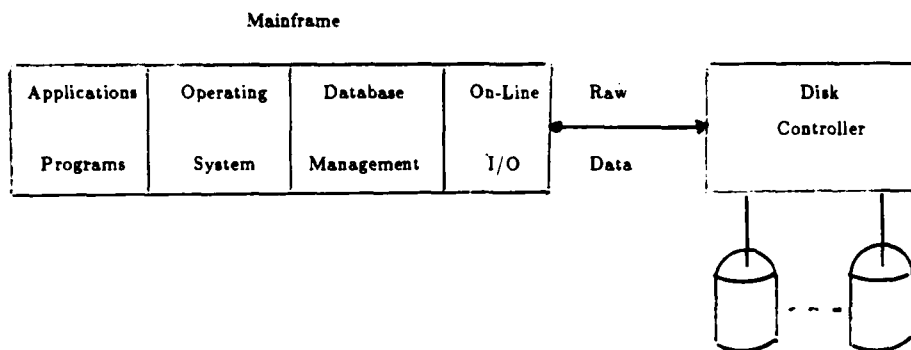 Mainframe
Applications Programs
Operating System
Database Management
On-Line I/O
Raw Data
Disk Controller